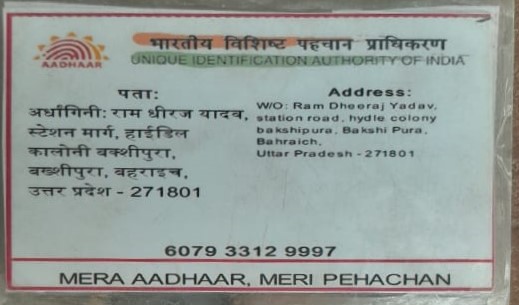 भारतीय विशिष्ट पहचान प्राधिकरण
AADHAAR
UNIQUE IDENTIFICATION AUTHORITY OF INDIA
पता:
अर्धांगिनी: राम धीरज यादव,
स्टेशन मार्ग, हाईडिल
कालोनी बक्शीपुरा,
बख्शीपुरा, बहराइच,
उत्तर प्रदेश - 271801
Address:
W/O: Ram Dheeraj Yadav,
station road, hydle colony
bakshipura, Bakshi Pura,
Bahraich,
Uttar Pradesh - 271801
6079 3312 9997
MERA AADHAAR, MERI PEHACHAN